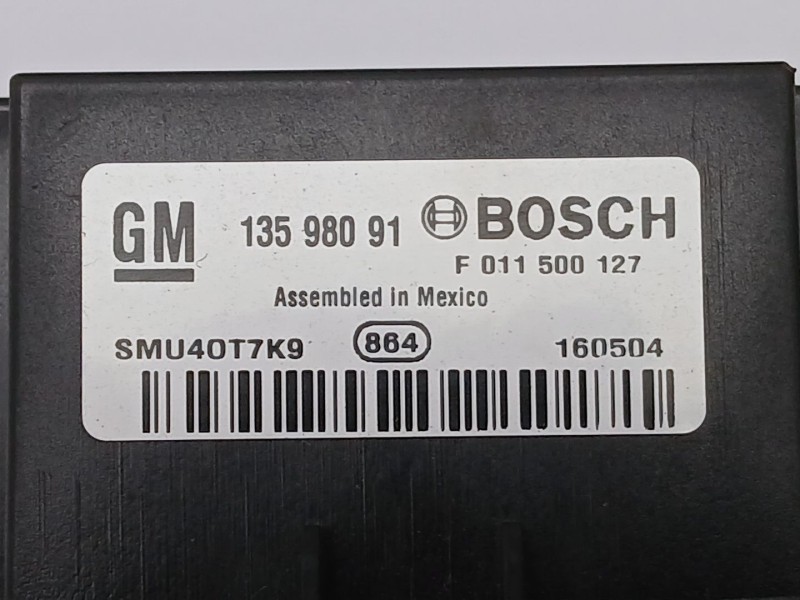 GM 135 980 91 BOSCH
F 011 500 127
Assembled in Mexico
SMU40T7K9 864 160504